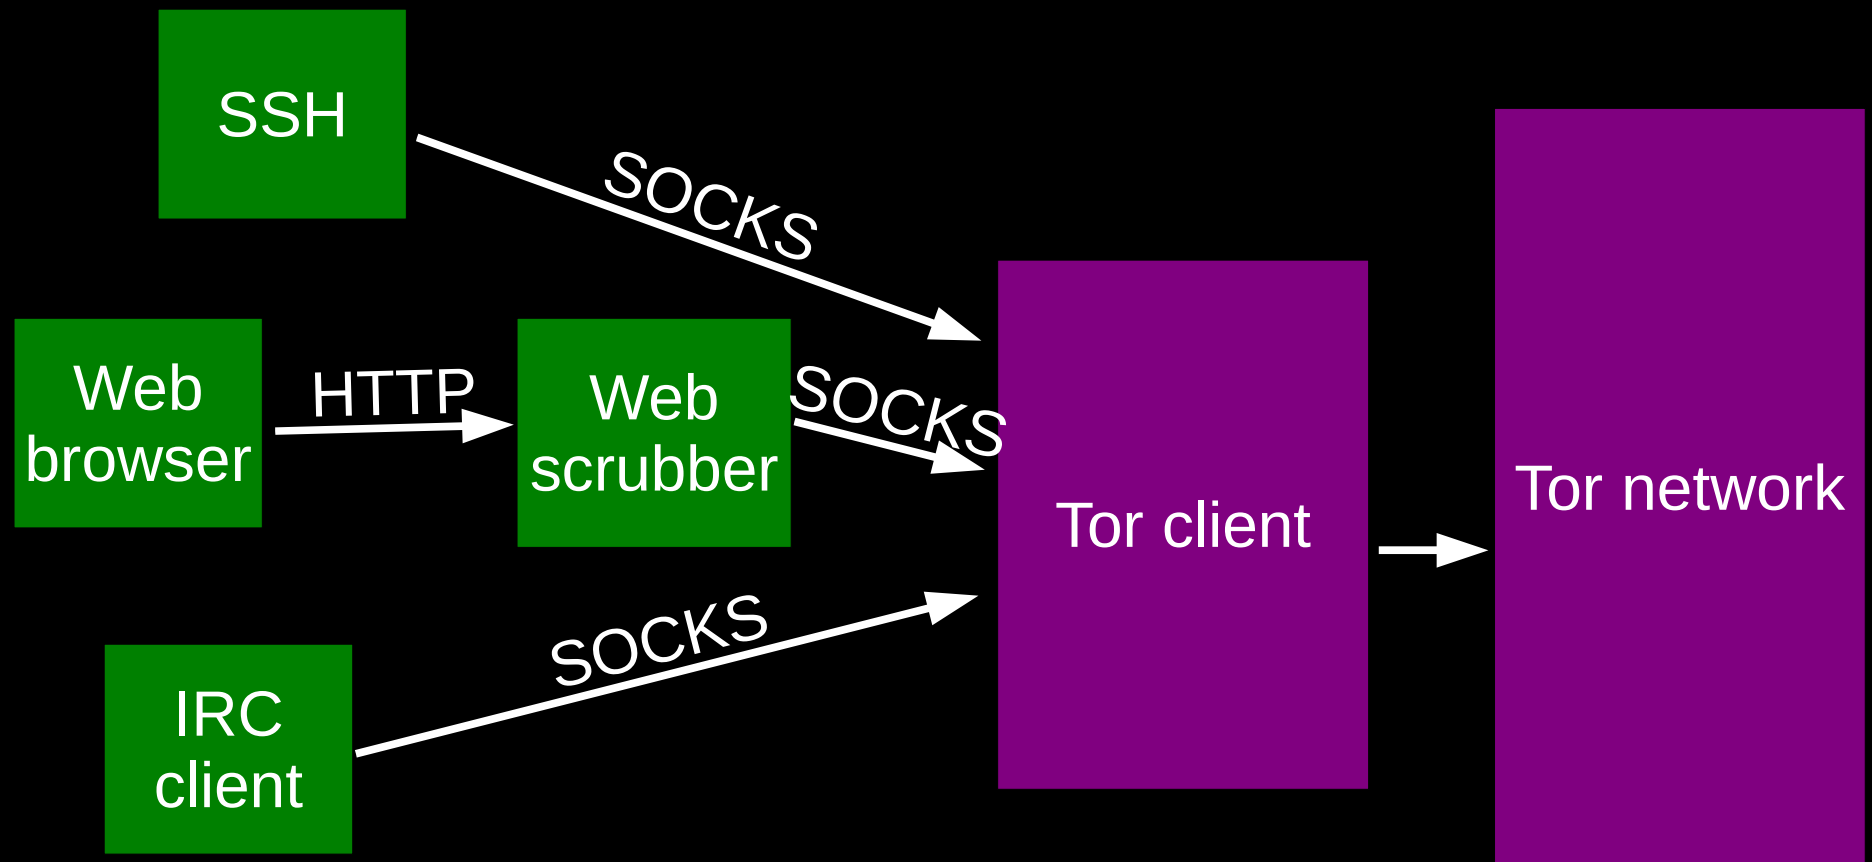 SSH
SOCKS
Web
browser
HTTP
Web
scrubber
SOCKS
IRC
client
SOCKS
Tor client
Tor network